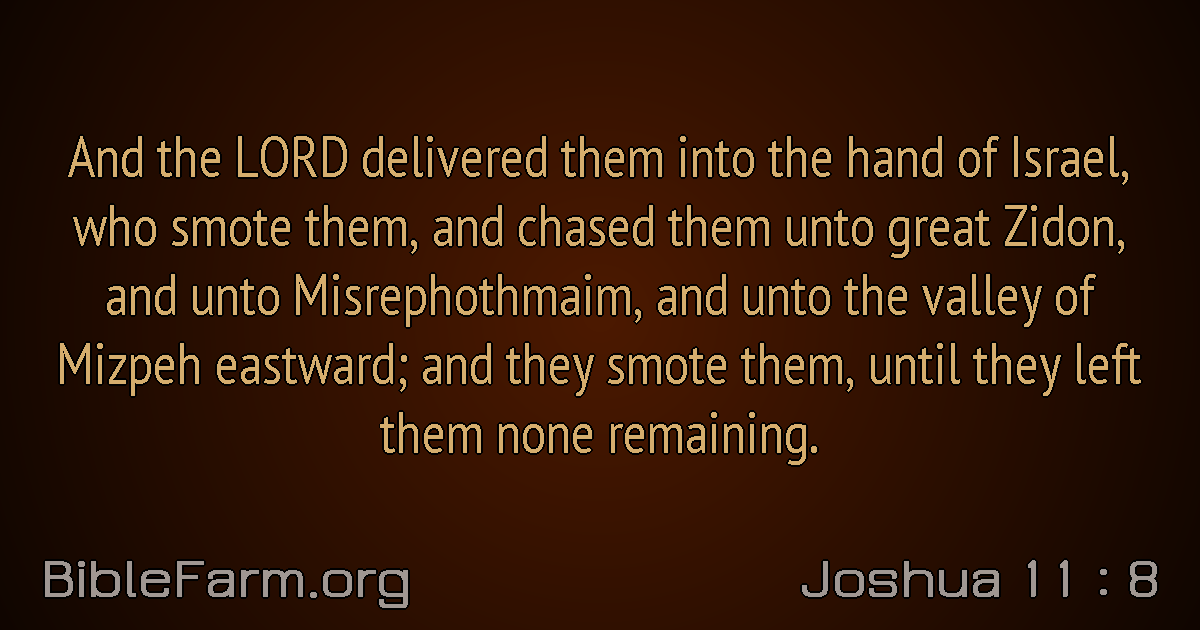 And the LORD delivered them into the hand of Israel,
who smote them, and chased them unto great Zidon,
and unto Misrephothmaim, and unto the valley of
Mizpeh eastward; and they smote them, until they left
them none remaining.
BibleFarm.org
Joshua 11 : 8